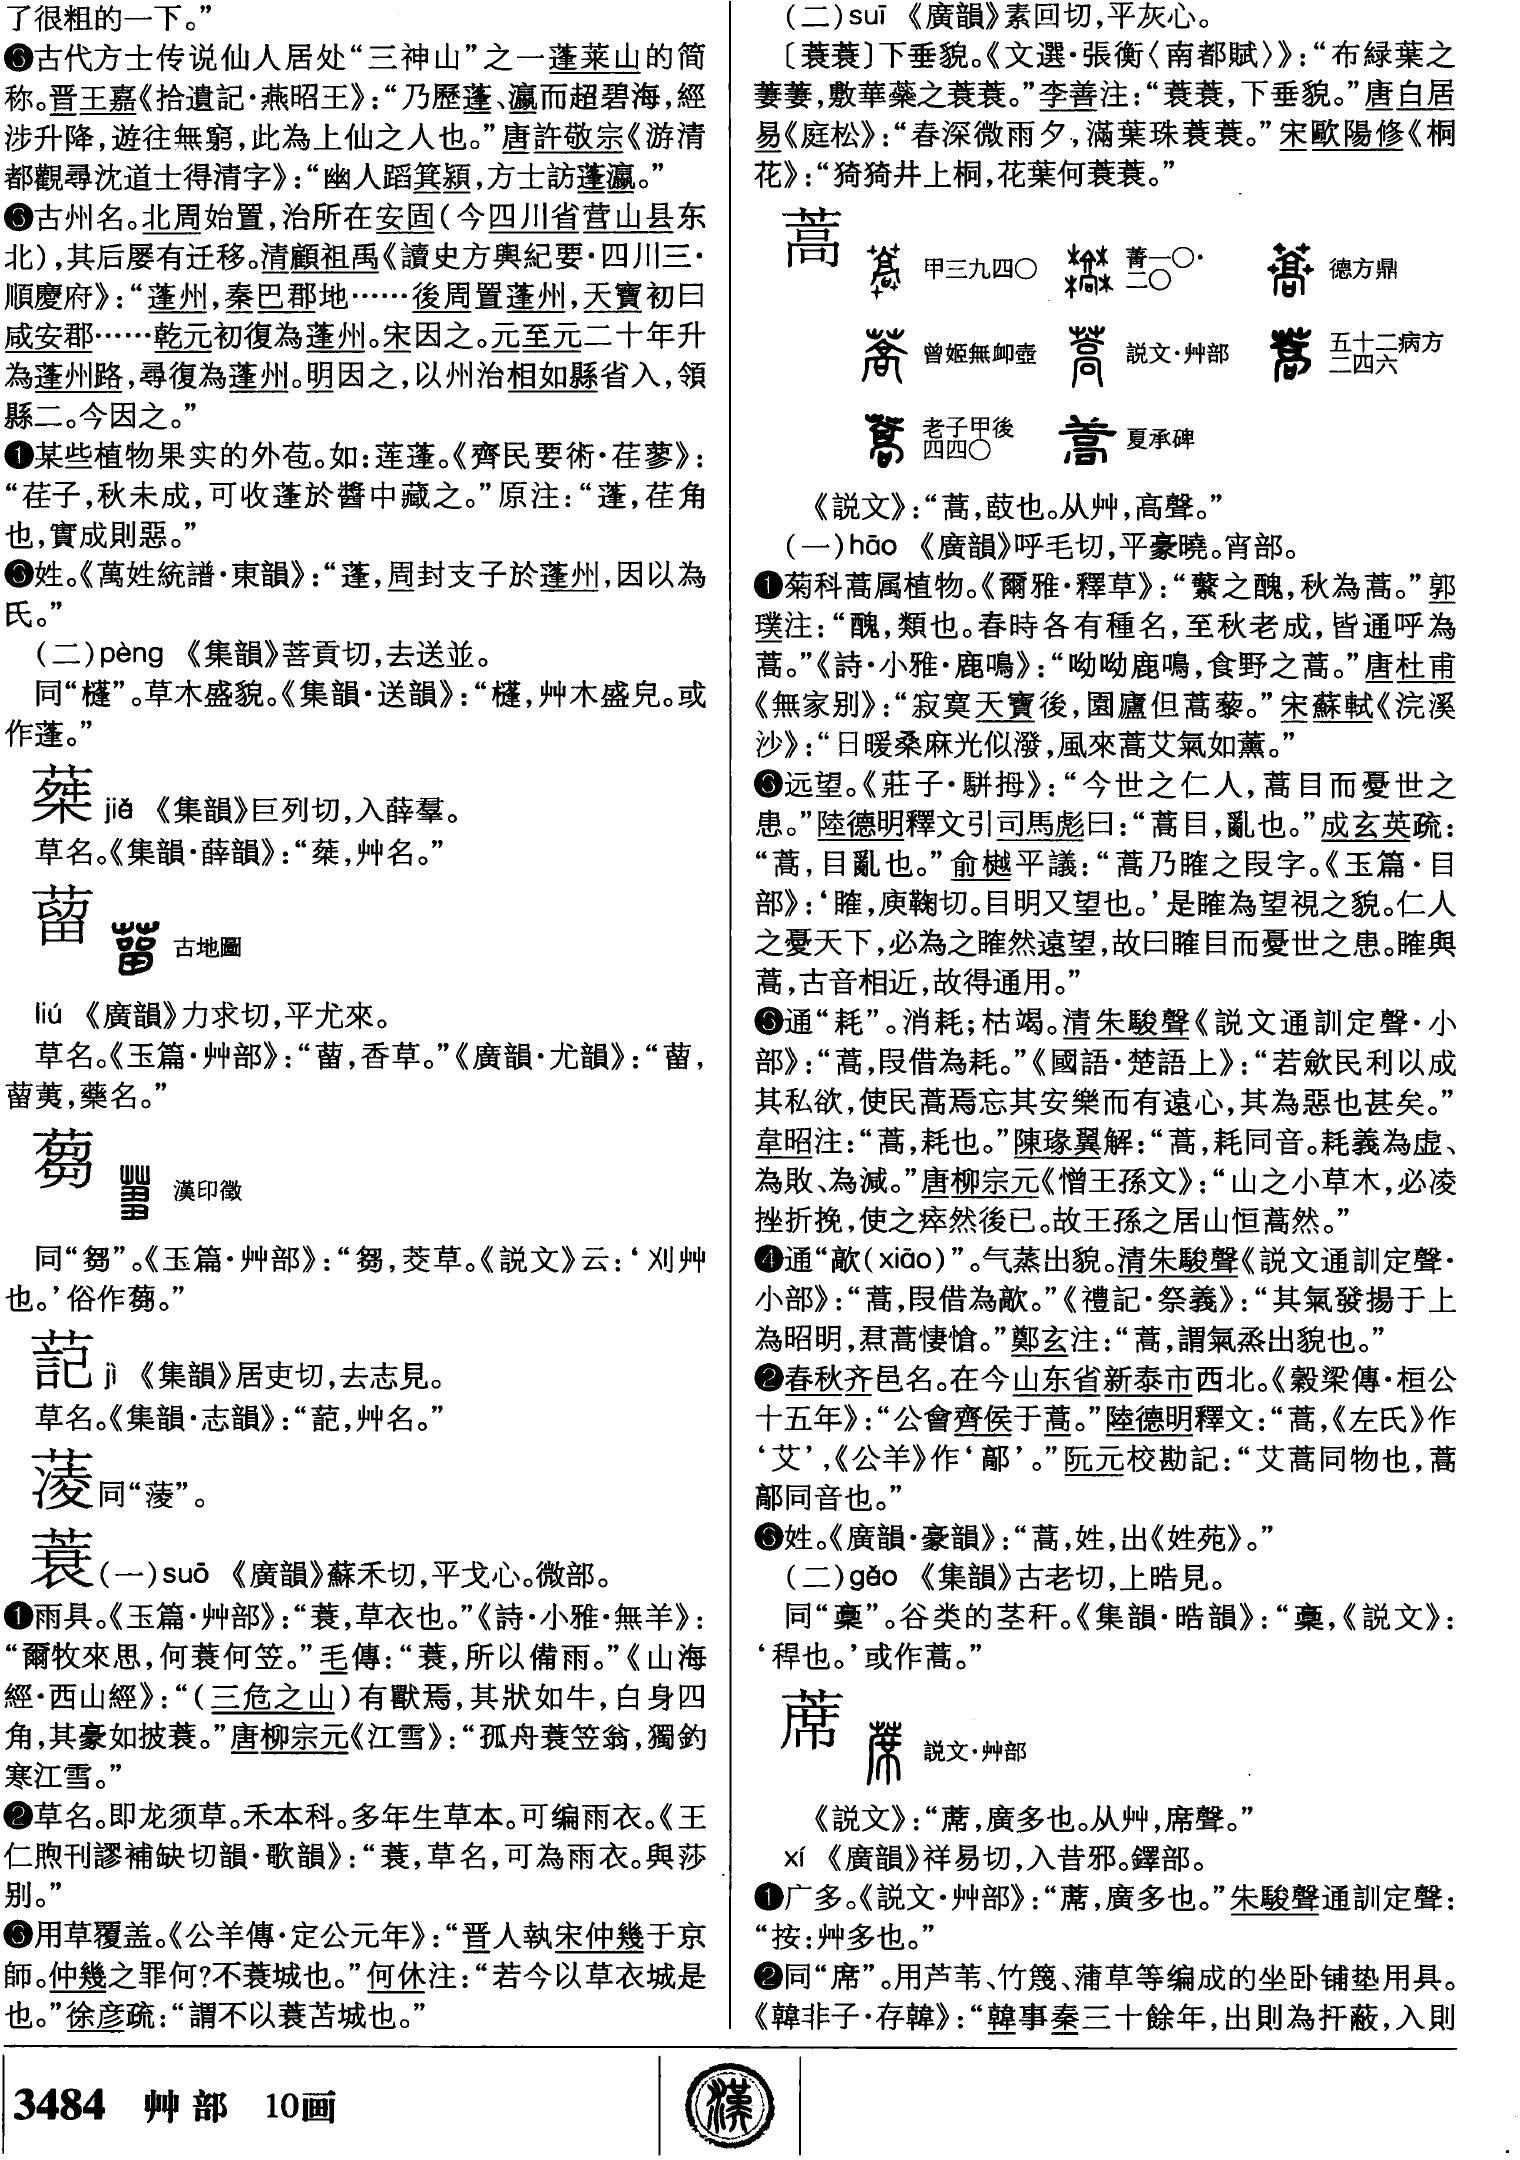 了很粗的一下。”
❻古代方士传说仙人居处“三神山”之一蓬莱山的简
称。晋王嘉《拾遺記·燕昭王》：“乃歷蓬、瀛而超碧海，經
涉升降，遊往無窮，此為上仙之人也。”唐許敬宗《游清
都觀尋沈道士得清字》：“幽人蹈箕潁，方士訪蓬瀛。”
❻古州名。北周始置，治所在安固（今四川省营山县东
北），其后屡有迁移。清顧祖禹《讀史方輿紀要·四川三·
順慶府》：“蓬州，秦巴郡地……後周置蓬州，天寶初曰
咸安郡……乾元初復為蓬州。宋因之。元至元二十年升
為蓬州路，尋復為蓬州。明因之，以州治相如縣省入，領
縣二。今因之。”
❶某些植物果实的外苞。如：莲蓬。《齊民要術·荏蓼》：
“荏子，秋未成，可收蓬於醬中藏之。”原注：“蓬，荏角
也，實成則惡。”
❻姓。《萬姓統譜·東韻》：“蓬，周封支子於蓬州，因以為
氏。”
（二）pèng 《集韻》菩貢切，去送並。
同“槰”。草木盛貌。《集韻·送韻》：“槰，艸木盛皃。或
作蓬。”
蒅 jié 《集韻》巨列切，入薛羣。
草名。《集韻·薛韻》：“，艸名。”
蒥 古地圖
liú 《廣韻》力求切，平尤來。
草名。《玉篇·艸部》：“蒥，香草。”《廣韻·尤韻》：“蒥，
蒥荑，藥名。”
蒭 漢印徵
同“芻”。《玉篇·艸部》：“芻，茭草。《説文》云：‘刈艸
也。’俗作蒭。”
jì 《集韻》居吏切，去志見。
草名。《集韻·志韻》：“，艸名。”
蓤同“蔆”。
蓑（一）suō 《廣韻》蘇禾切，平戈心。微部。
❶雨具。《玉篇·艸部》：“蓑，草衣也。”《詩·小雅·無羊》：
“爾牧來思，何蓑何笠。”毛傳：“蓑，所以備雨。”《山海
經·西山經》：“（三危之山）有獸焉，其狀如牛，白身四
角，其豪如披蓑。”唐柳宗元《江雪》：“孤舟蓑笠翁，獨釣
寒江雪。”
❷草名。即龙须草。禾本科。多年生草本。可编雨衣。《王
仁煦刊謬補缺切韻·歌韻》：“蓑，草名，可為雨衣。與莎
别。”
❸用草覆盖。《公羊傳·定公元年》：“晋人執宋仲幾于京
師。仲幾之罪何？不蓑城也。”何休注：“若今以草衣城是
也。”徐彦疏：“謂不以蓑苫城也。”
（二）suī 《廣韻》素回切，平灰心。
〔蓑蓑〕下垂貌。《文選·張衡〈南都賦〉》：“布緑葉之
萋萋，敷華蘂之蓑蓑。”李善注：“蓑蓑，下垂貌。”唐白居
易《庭松》：“春深微雨夕，滿葉珠蓑蓑。”宋歐陽修《桐
花》：“猗猗井上桐，花葉何蓑蓑。”
蒿 甲三九四〇 菁一〇·二〇 德方鼎
曾姬無卹壺 説文·艸部 五十二病方二四六
老子甲後四四〇 夏承碑
《説文》：“蒿，菣也。从艸，高聲。”
（一）hāo 《廣韻》呼毛切，平豪曉。宵部。
❶菊科蒿属植物。《爾雅·釋草》：“蘩之醜，秋為蒿。”郭
璞注：“醜，類也。春時各有種名，至秋老成，皆通呼為
蒿。”《詩·小雅·鹿鳴》：“呦呦鹿鳴，食野之蒿。”唐杜甫
《無家别》：“寂寞天寶後，園廬但蒿藜。”宋蘇軾《浣溪
沙》：“日暖桑麻光似潑，風來蒿艾氣如薰。”
❻远望。《莊子·駢拇》：“今世之仁人，蒿目而憂世之
患。”陸德明釋文引司馬彪曰：“蒿目，亂也。”成玄英疏：
“蒿，目亂也。”俞樾平議：“蒿乃睢之叚字。《玉篇·目
部》：‘睢，庾鞠切。目明又望也。’是睢為望視之貌。仁人
之憂天下，必為之睢然遠望，故曰睢目而憂世之患。睢與
蒿，古音相近，故得通用。”
❸通“耗”。消耗；枯竭。清朱駿聲《説文通訓定聲·小
部》：“蒿，叚借為耗。”《國語·楚語上》：“若斂民利以成
其私欲，使民蒿焉忘其安樂而有遠心，其為惡也甚矣。”
韋昭注：“蒿，耗也。”陳瑑翼解：“蒿，耗同音。耗義為虚、
為敗、為減。”唐柳宗元《憎王孫文》：“山之小草木，必凌
挫折挽，使之瘁然後已。故王孫之居山恒蒿然。”
❹通“歊（xiāo）”。气蒸出貌。清朱駿聲《説文通訓定聲·
小部》：“蒿，叚借為歊。”《禮記·祭義》：“其氣發揚于上
為昭明，焄蒿悽愴。”鄭玄注：“蒿，謂氣烝出貌也。”
❷春秋齐邑名。在今山东省新泰市西北。《穀梁傳·桓公
十五年》：“公會齊侯于蒿。”陸德明釋文：“蒿，《左氏》作
‘艾’，《公羊》作‘鄗’。”阮元校勘記：“艾蒿同物也，蒿
鄗同音也。”
❻姓。《廣韻·豪韻》：“蒿，姓，出《姓苑》。”
（二）gǎo 《集韻》古老切，上晧見。
同“稾”。谷类的茎秆。《集韻·晧韻》：“稾，《説文》：
‘稈也。’或作蒿。”
蓆 説文·艸部
《説文》：“蓆，廣多也。从艸，席聲。”
xí 《廣韻》祥易切，入昔邪。鐸部。
❶广多。《説文·艸部》：“蓆，廣多也。”朱駿聲通訓定聲：
“按：艸多也。”
❷同“席”。用芦苇、竹篾、蒲草等编成的坐卧铺垫用具。
《韓非子·存韓》：“韓事秦三十餘年，出則為扞蔽，入則
3484 艸部 10画
漢